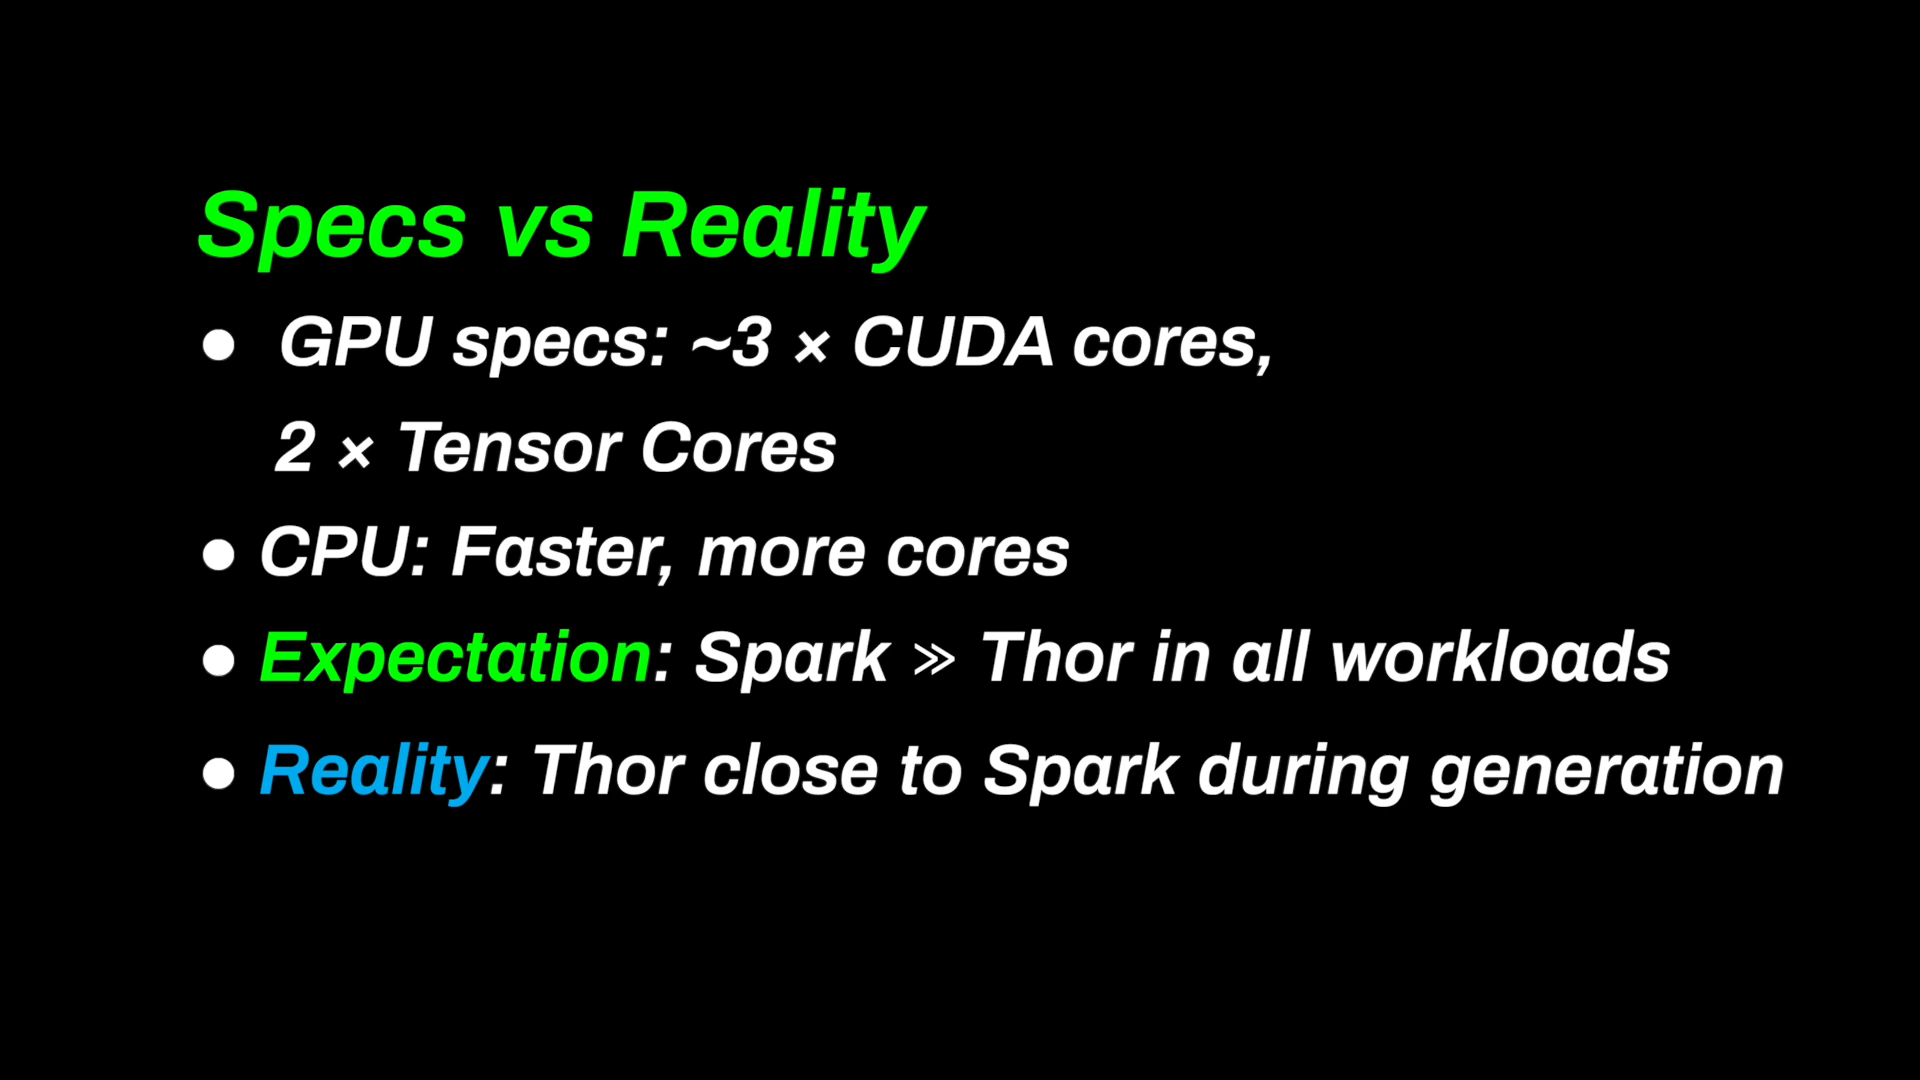 Specs vs Reality
● GPU specs: ~3 × CUDA cores,
2 × Tensor Cores
● CPU: Faster, more cores
● Expectation: Spark ≫ Thor in all workloads
● Reality: Thor close to Spark during generation